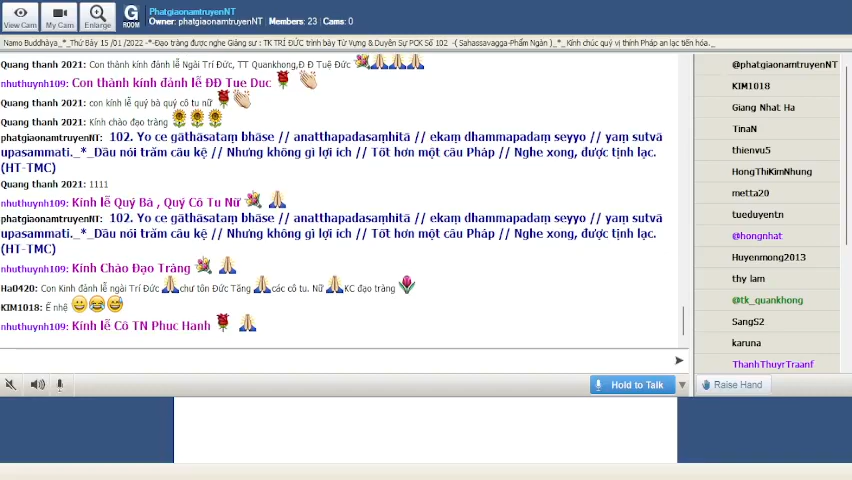 View Cam
My Cam
Enlarge
G
ROOM
PhatgiaonamtruyenNT
Owner: phatgiaonamtruyenNT Members: 23 | Cams: 0
Namo Buddhàya_*_Thứ Bảy 15 /01 /2022 -*-Đạo tràng được nghe Giảng sư : TK TRÍ ĐỨC trình bày Từ Vựng & Duyên Sự PCK Số 102 -( Sahassavagga-Phẩm Ngàn )_*_Kính chúc quý vị thính Pháp an lạc tiến hóa._
Quang thanh 2021: Con thành kính đảnh lễ Ngài Trí Đức, TT Quankhong,Đ Đ Tuệ Đức
nhuthuynh109: Con thành kính đảnh lễ ĐĐ Tue Duc
Quang thanh 2021: con kính lễ quý bà quý cô tu nữ
Quang thanh 2021: Kính chào đạo tràng
phatgiaonamtruyenNT: 102. Yo ce gāthāsataṃ bhāse // anatthapadasaṃhitā // ekaṃ dhammapadaṃ seyyo // yaṃ sutvā
upasammati._*_Dầu nói trăm câu kệ // Nhưng không gì lợi ích // Tốt hơn một câu Pháp // Nghe xong, được tịnh lạc.
(HT-TMC)
Quang thanh 2021: 1111
nhuthuynh109: Kính lễ Quý Bà , Quý Cô Tu Nữ
phatgiaonamtruyenNT: 102. Yo ce gāthāsataṃ bhāse // anatthapadasaṃhitā // ekaṃ dhammapadaṃ seyyo // yaṃ sutvā
upasammati._*_Dầu nói trăm câu kệ // Nhưng không gì lợi ích // Tốt hơn một câu Pháp // Nghe xong, được tịnh lạc.
(HT-TMC)
nhuthuynh109: Kính Chào Đạo Tràng
Ha0420: Con Kính đảnh lễ ngài Trí Đức chư tôn Đức Tăng các cô tu. Nữ KC đạo tràng
KIM1018: Ế nhệ
nhuthuynh109: Kính lễ Cô TN Phuc Hanh
Hold to Talk
Raise Hand
@phatgiaonamtruyenNT
KIM1018
Giang Nhat Ha
TinaN
thienvu5
HongThiKimNhung
metta20
tueduyentn
@hongnhat
Huyenmong2013
thy lam
@tk_quankhong
SangS2
karuna
ThanhThuyrTraanf